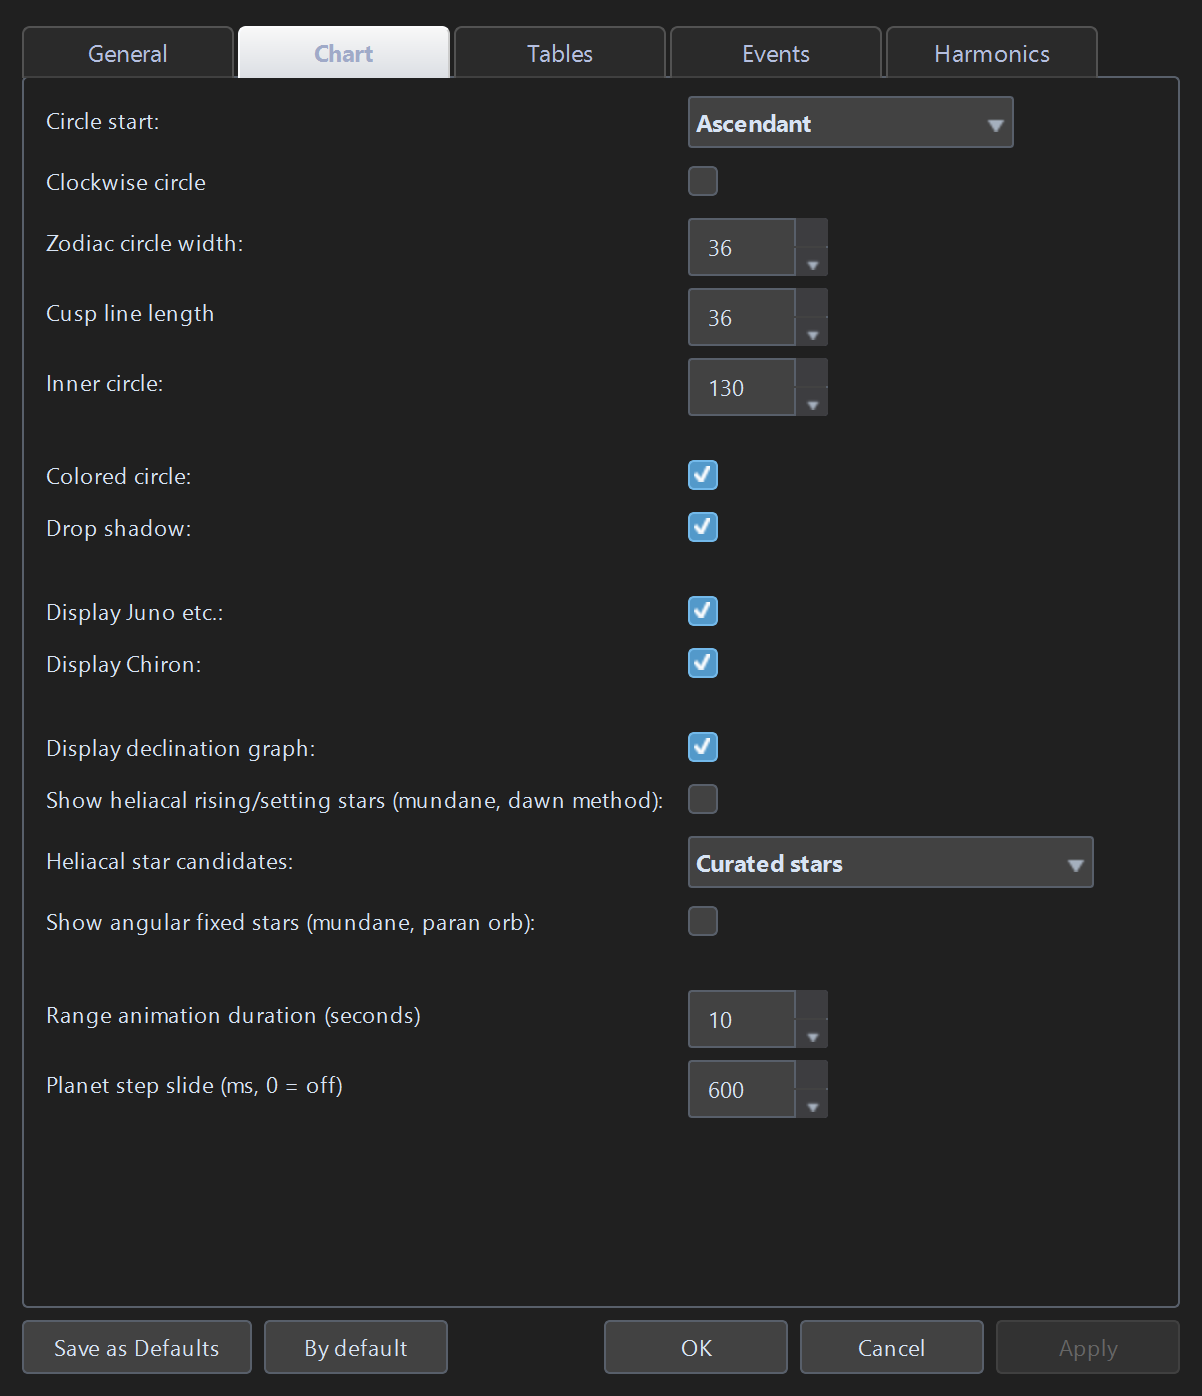 General Chart Tables Events Harmonics
Circle start: Ascendant
Clockwise circle
Zodiac circle width: 36
Cusp line length 36
Inner circle: 130
Colored circle:
Drop shadow:
Display Juno etc.:
Display Chiron:
Display declination graph:
Show heliacal rising/setting stars (mundane, dawn method):
Heliacal star candidates: Curated stars
Show angular fixed stars (mundane, paran orb):
Range animation duration (seconds) 10
Planet step slide (ms, 0 = off) 600
Save as Defaults By default OK Cancel Apply